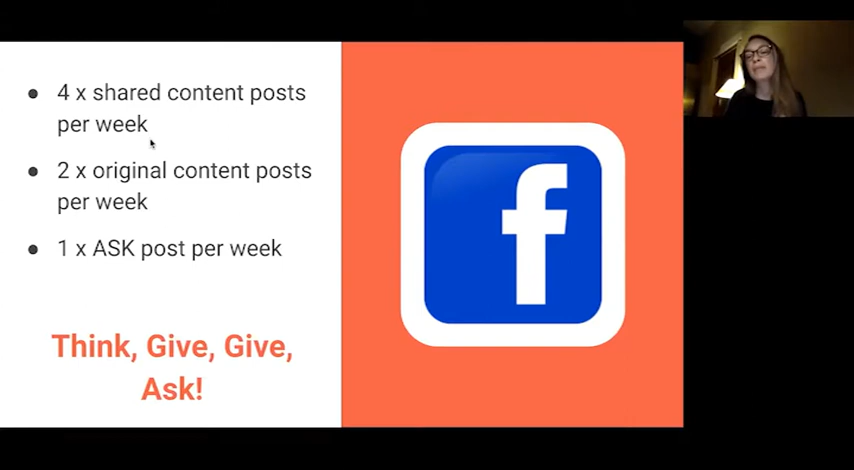 ● 4 x shared content posts
per week
● 2 x original content posts
per week
● 1 x ASK post per week
Think, Give, Give,
Ask!
f